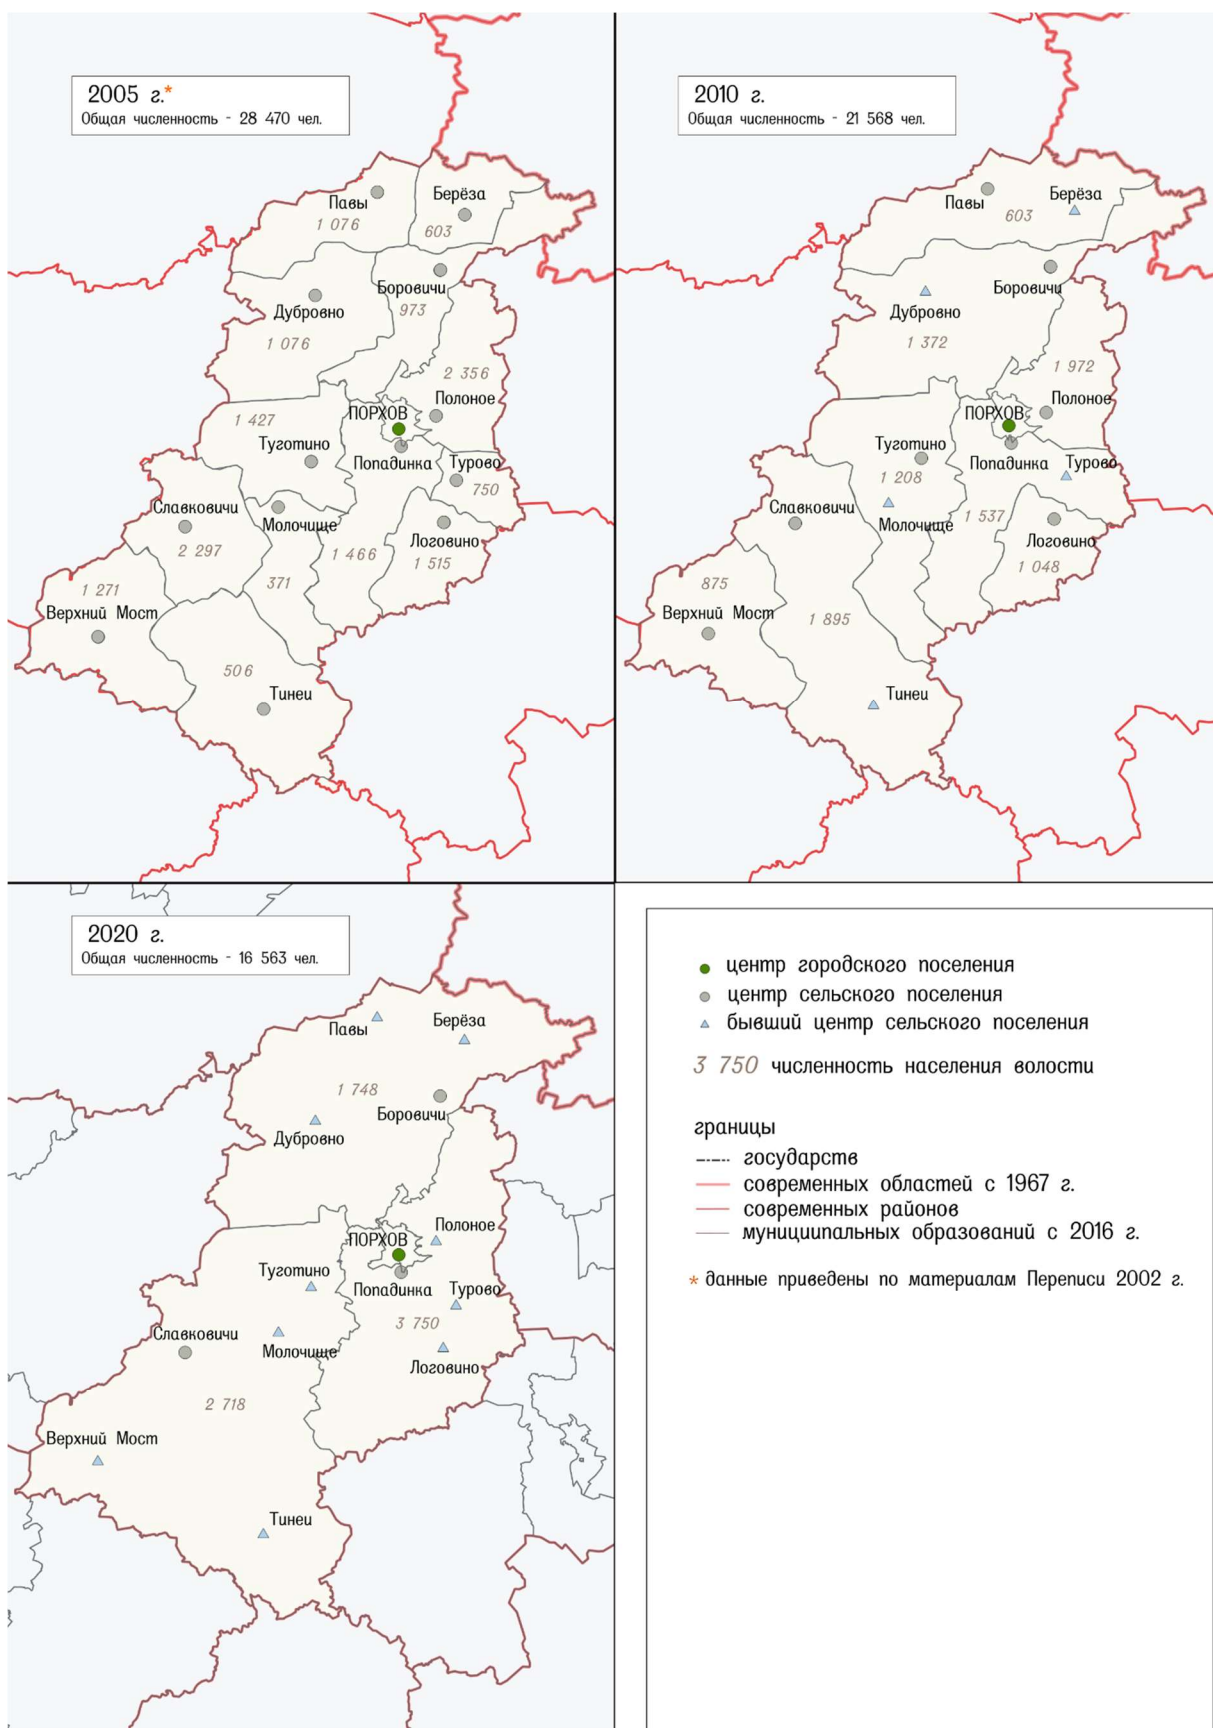 2005 г.*
Общая численность - 28 470 чел.
Павы
1 076
Берёза
603
Боровичи
973
Дубровно
1 076
2 356
Полоное
1 427
ПОРХОВ
Туготино
Попадинка
Турово
750
Славковичи
2 297
Молочище
371
1 466
Логовино
1 515
1 271
Верхний Мост
506
Тинеи
2010 г.
Общая численность - 21 568 чел.
Павы
603
Берёза
Боровичи
Дубровно
1 372
1 972
Полоное
ПОРХОВ
Туготино
Попадинка
Турово
1 208
Славковичи
Молочище
1 537
Логовино
1 048
875
Верхний Мост
1 895
Тинеи
2020 г.
Общая численность - 16 563 чел.
Павы
Берёза
1 748
Боровичи
Дубровно
Полоное
ПОРХОВ
Туготино
Попадинка
Турово
3 750
Славковичи
Молочище
Логовино
2 718
Верхний Мост
Тинеи
центр городского поселения
центр сельского поселения
бывший центр сельского поселения
3 750 численность населения волости
границы
государств
современных областей с 1967 г.
современных районов
муниципальных образований с 2016 г.
* данные приведены по материалам Переписи 2002 г.